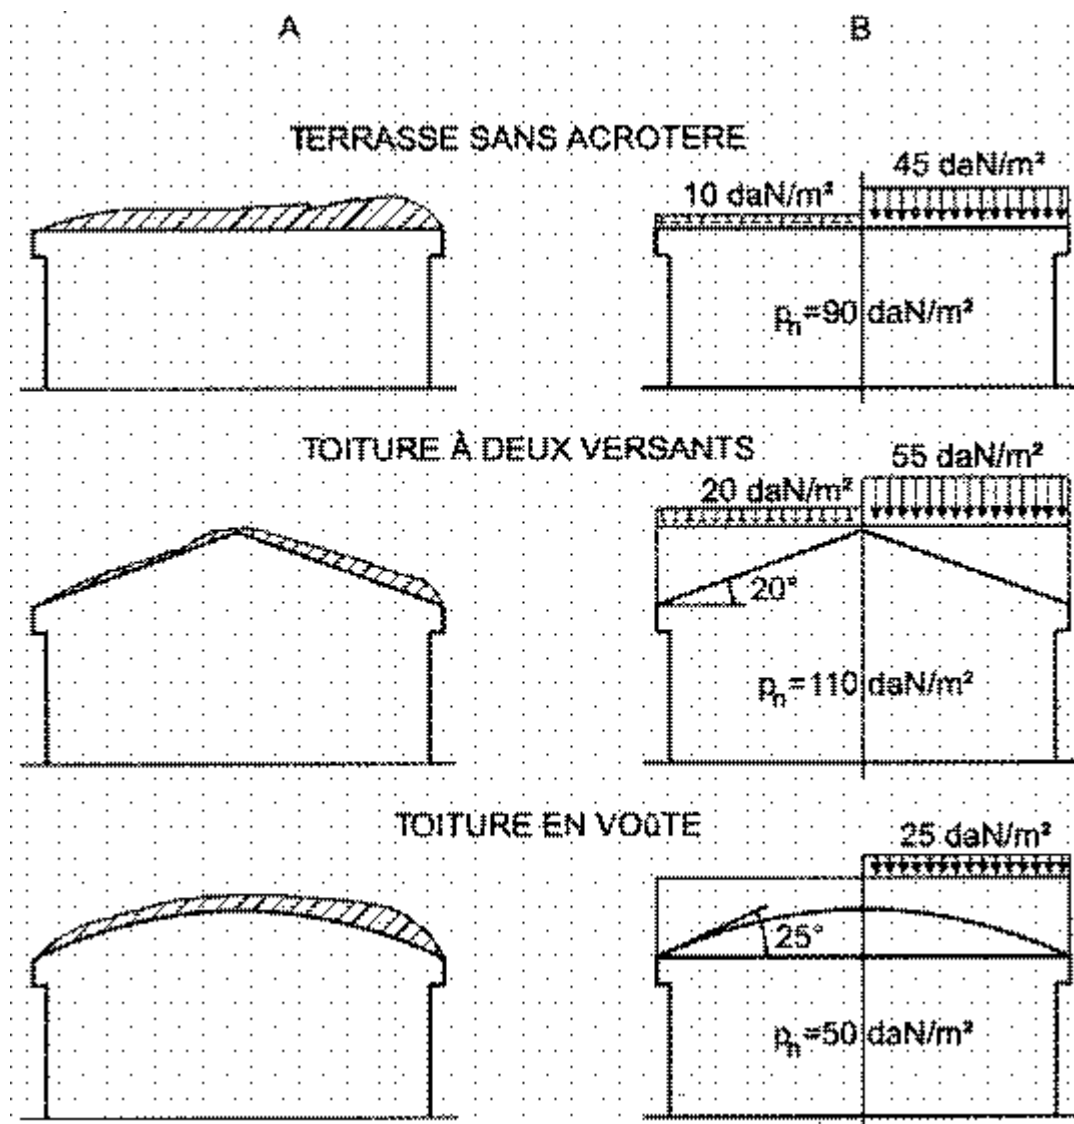 A
B
TERRASSE SANS ACROTERE
10 daN/m²
45 daN/m²
pn=90 daN/m²
TOITURE À DEUX VERSANTS
20 daN/m²
55 daN/m²
20°
pn=110 daN/m²
TOITURE EN VOûTE
25 daN/m²
25°
pn=50 daN/m²